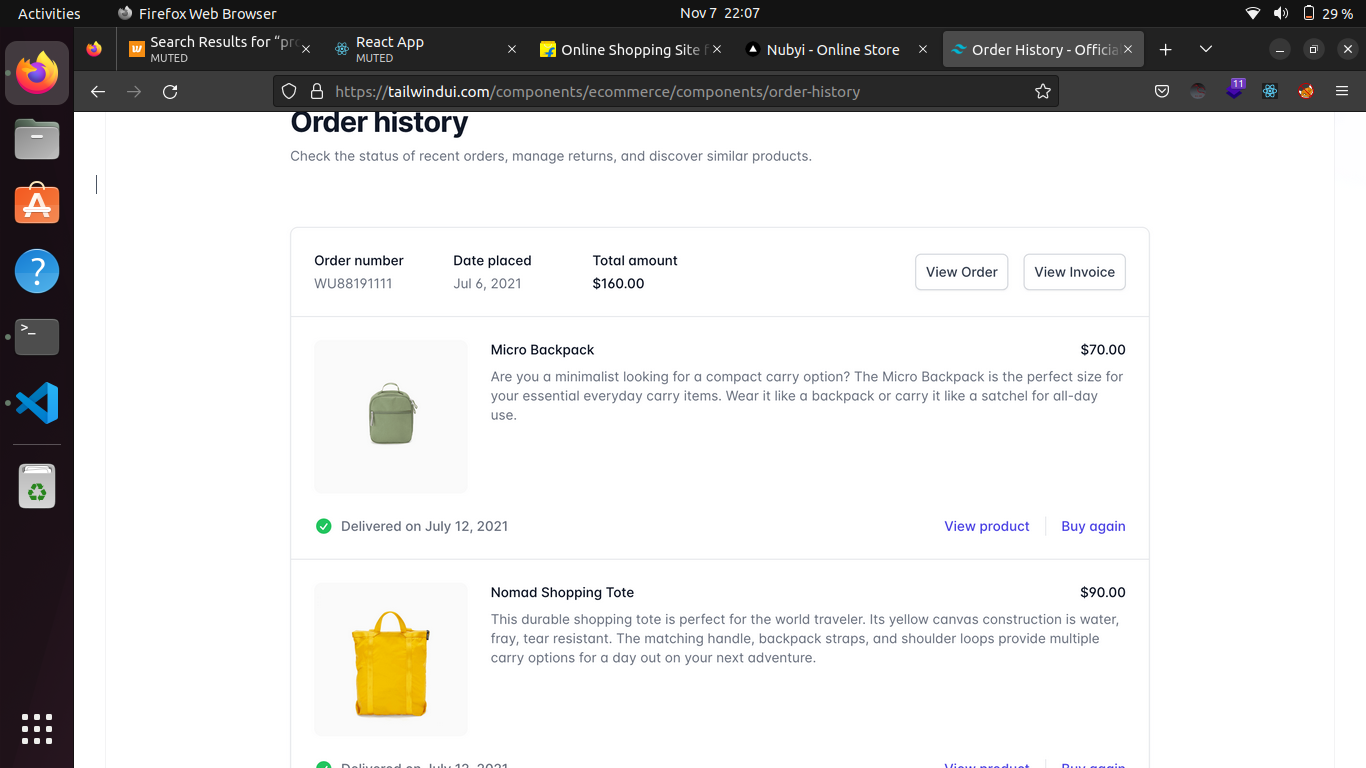 Activities
Firefox Web Browser
Nov 7 22:07
29 %
Search Results for “pr
MUTED
React App
MUTED
Online Shopping Site f
Nubyi - Online Store
Order History - Officia
11
https://tailwindui.com/components/ecommerce/components/order-history
Order history
Check the status of recent orders, manage returns, and discover similar products.
Order number
Date placed
Total amount
WU88191111
Jul 6, 2021
$160.00
View Order
View Invoice
Micro Backpack
$70.00
Are you a minimalist looking for a compact carry option? The Micro Backpack is the perfect size for
your essential everyday carry items. Wear it like a backpack or carry it like a satchel for all-day
use.
Delivered on July 12, 2021
View product
Buy again
Nomad Shopping Tote
$90.00
This durable shopping tote is perfect for the world traveler. Its yellow canvas construction is water,
fray, tear resistant. The matching handle, backpack straps, and shoulder loops provide multiple
carry options for a day out on your next adventure.
Delivered on July 12, 2021
View product
Buy again